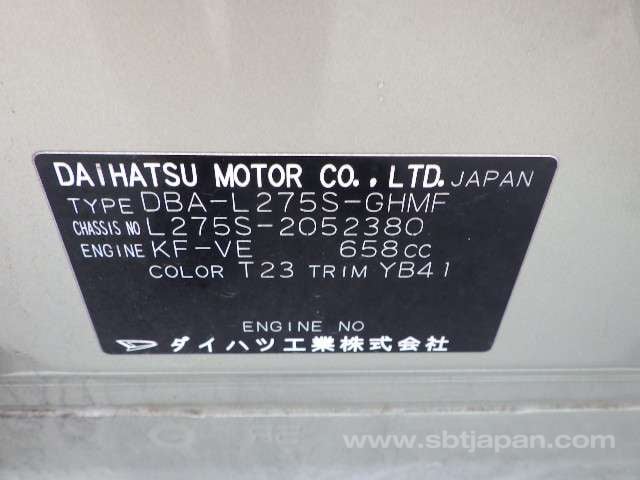 DAIHATSU MOTOR CO., LTD. JAPAN
TYPE DBA-L275S-GHMF
CHASSIS NO L275S-2052380
ENGINE KF-VE 658CC
COLOR T23 TRIM YB41
ENGINE NO
ダイハツ工業株式会社
www.sbtjapan.com